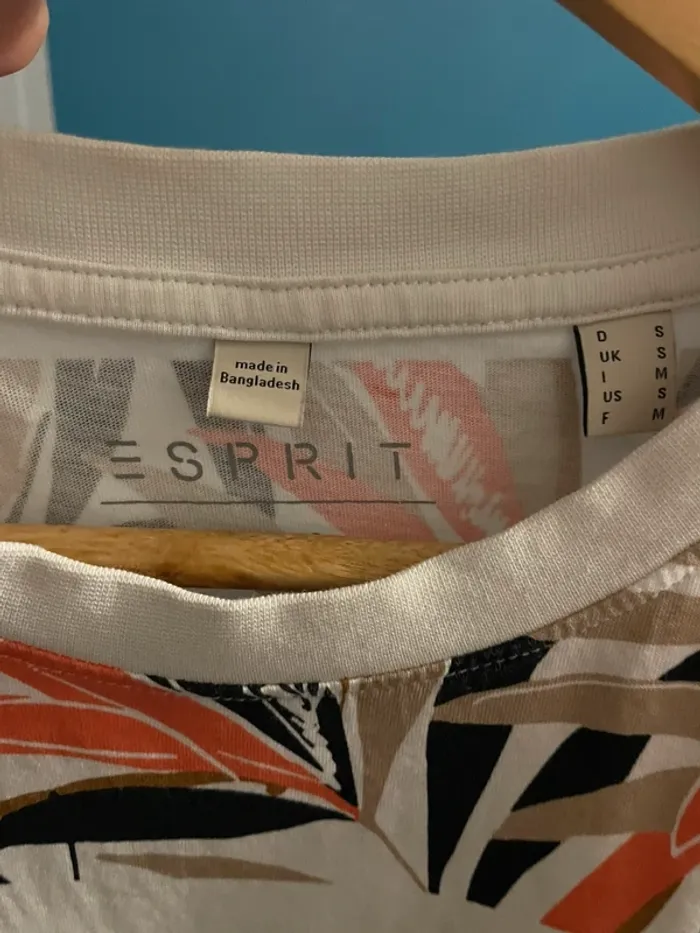 made in
Bangladesh
ESPRIT
D S
UK S
I M
US S
F M